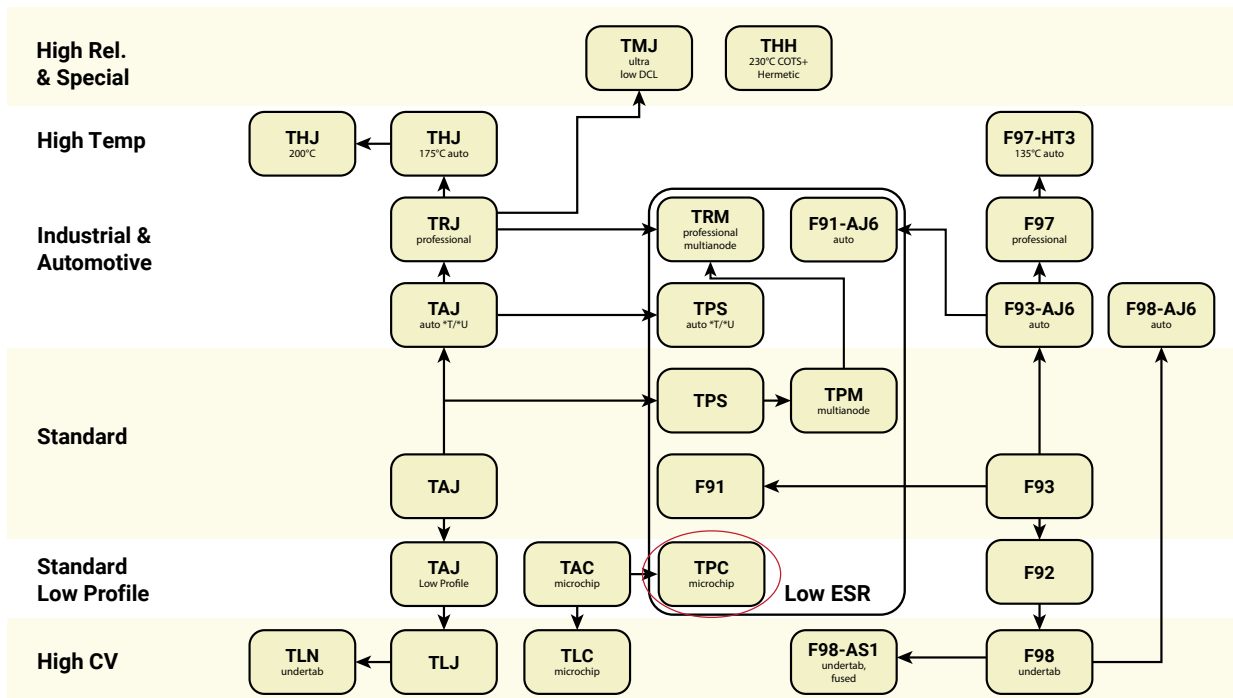 High Rel.
& Special
TMJ
ultra
low DCL
THH
230°C COTS+
Hermetic
High Temp
THJ
200°C
THJ
175°C auto
F97-HT3
135°C auto
Industrial &
Automotive
TRJ
professional
TRM
professional
multianode
F91-AJ6
auto
F97
professional
TAJ
auto *T/*U
TPS
auto *T/*U
F93-AJ6
auto
F98-AJ6
auto
Standard
TPS
TPM
multianode
TAJ
F91
F93
Standard
Low Profile
TAJ
Low Profile
TAC
microchip
TPC
microchip
Low ESR
F92
High CV
TLN
undertab
TLJ
TLC
microchip
F98-AS1
undertab,
fused
F98
undertab